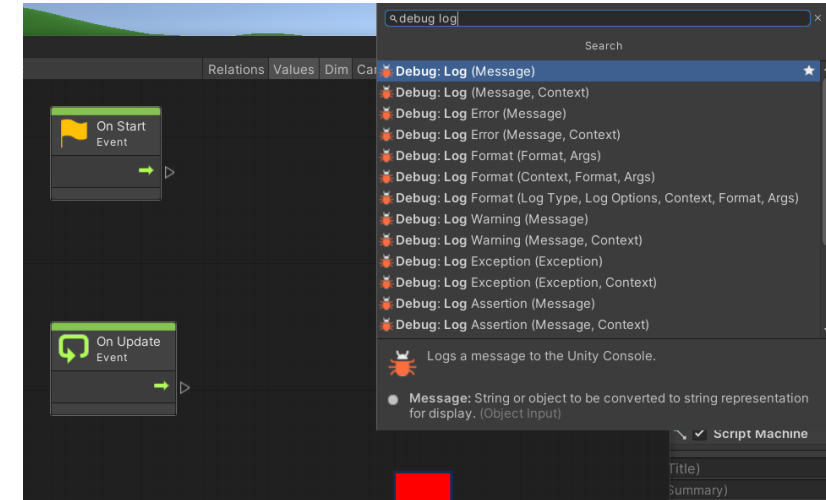 debug log
×
Search
Relations Values Dim Car
Debug: Log (Message)
Debug: Log (Message, Context)
Debug: Log Error (Message)
Debug: Log Error (Message, Context)
Debug: Log Format (Format, Args)
Debug: Log Format (Context, Format, Args)
Debug: Log Format (Log Type, Log Options, Context, Format, Args)
Debug: Log Warning (Message)
Debug: Log Warning (Message, Context)
Debug: Log Exception (Exception)
Debug: Log Exception (Exception, Context)
Debug: Log Assertion (Message)
Debug: Log Assertion (Message, Context)
Logs a message to the Unity Console.
Message: String or object to be converted to string representation
for display. (Object Input)
On Start
Event
On Update
Event
Script Machine
Title)
Summary)